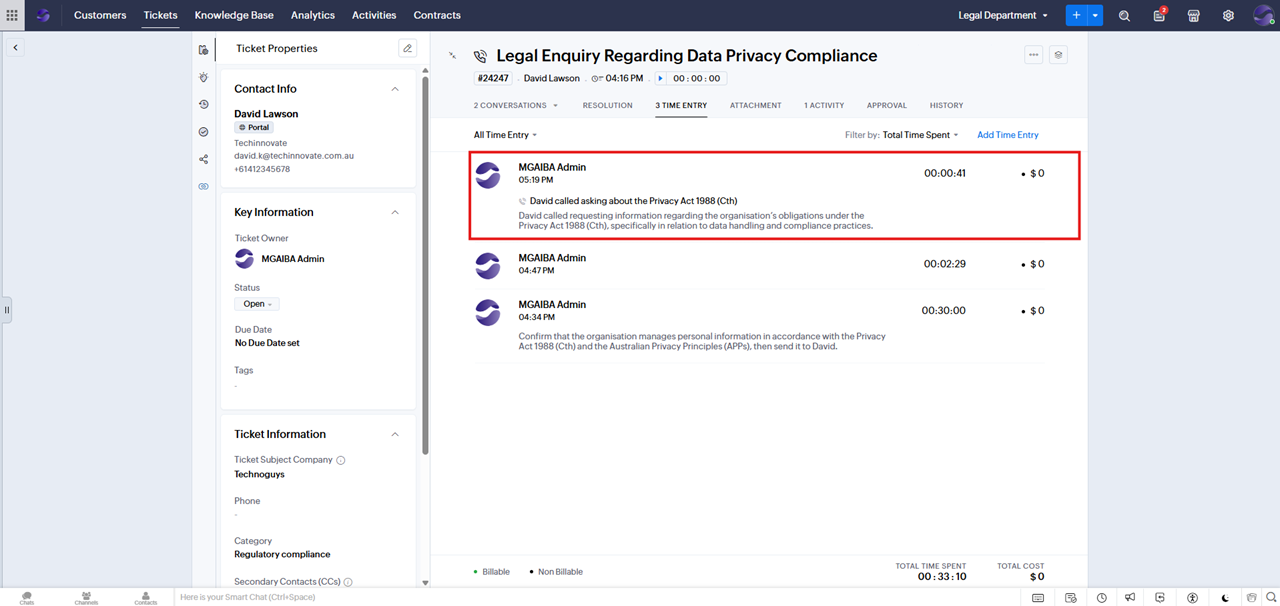 Customers
Tickets
Knowledge Base
Analytics
Activities
Contracts
Legal Department
2
Ticket Properties
Contact Info
David Lawson
Portal
Techinnovate
david.k@techinnovate.com.au
+61412345678
Key Information
Ticket Owner
MGAIBA Admin
Status
Open
Due Date
No Due Date set
Tags
-
Ticket Information
Ticket Subject Company
Technoguys
Phone
-
Category
Regulatory compliance
Secondary Contacts (CCs)
Legal Enquiry Regarding Data Privacy Compliance
#24247 . David Lawson . 04:16 PM . 00 : 00 : 00
2 CONVERSATIONS
RESOLUTION
3 TIME ENTRY
ATTACHMENT
1 ACTIVITY
APPROVAL
HISTORY
All Time Entry
Filter by: Total Time Spent
Add Time Entry
MGAIBA Admin
05:19 PM
00:00:41
$ 0
David called asking about the Privacy Act 1988 (Cth)
David called requesting information regarding the organisation's obligations under the
Privacy Act 1988 (Cth), specifically in relation to data handling and compliance practices.
MGAIBA Admin
04:47 PM
00:02:29
$ 0
MGAIBA Admin
04:34 PM
00:30:00
$ 0
Confirm that the organisation manages personal information in accordance with the Privacy
Act 1988 (Cth) and the Australian Privacy Principles (APPs), then send it to David.
Billable
Non Billable
TOTAL TIME SPENT
00 : 33 : 10
TOTAL COST
$ 0
Chats
Channels
Contacts
Here is your Smart Chat (Ctrl+Space)